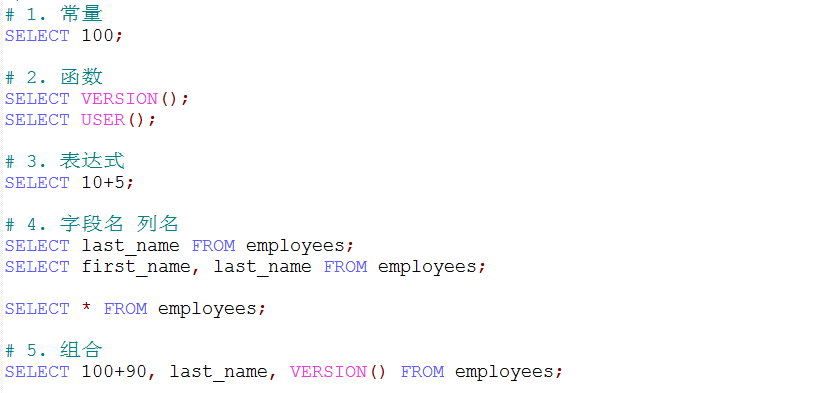 # 1. 常量
SELECT 100;
# 2. 函数
SELECT VERSION();
SELECT USER();
# 3. 表达式
SELECT 10+5;
# 4. 字段名 列名
SELECT last_name FROM employees;
SELECT first_name, last_name FROM employees;
SELECT * FROM employees;
# 5. 组合
SELECT 100+90, last_name, VERSION() FROM employees;